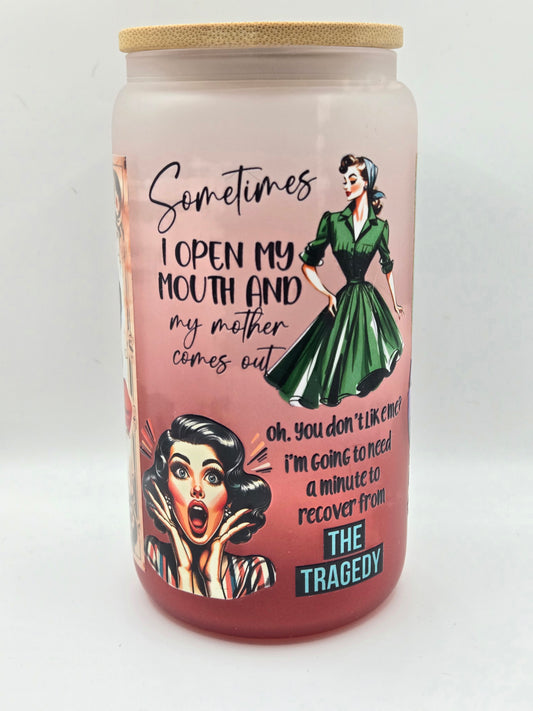 Sometimes
I OPEN MY
MOUTH AND
my mother
comes out
oh. you don't like me?
i'm GoiNG to Need
a minute to
recover from
THE
TRAGEDY